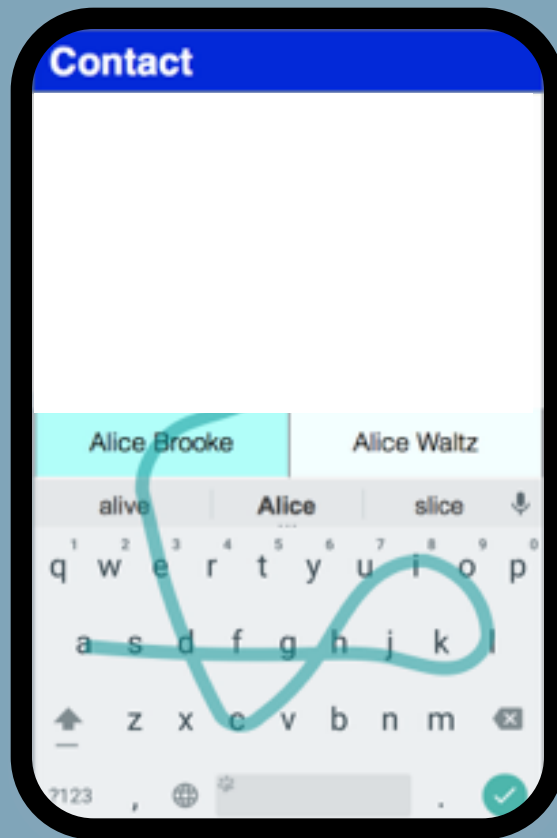 Contact
Alice Brooke Alice Waltz
alive Alice slice
1 2 3 4 5 6 7 8 9 0
q w e r t y u i o p
a s d f g h j k l
z x c v b n m
?123 , .